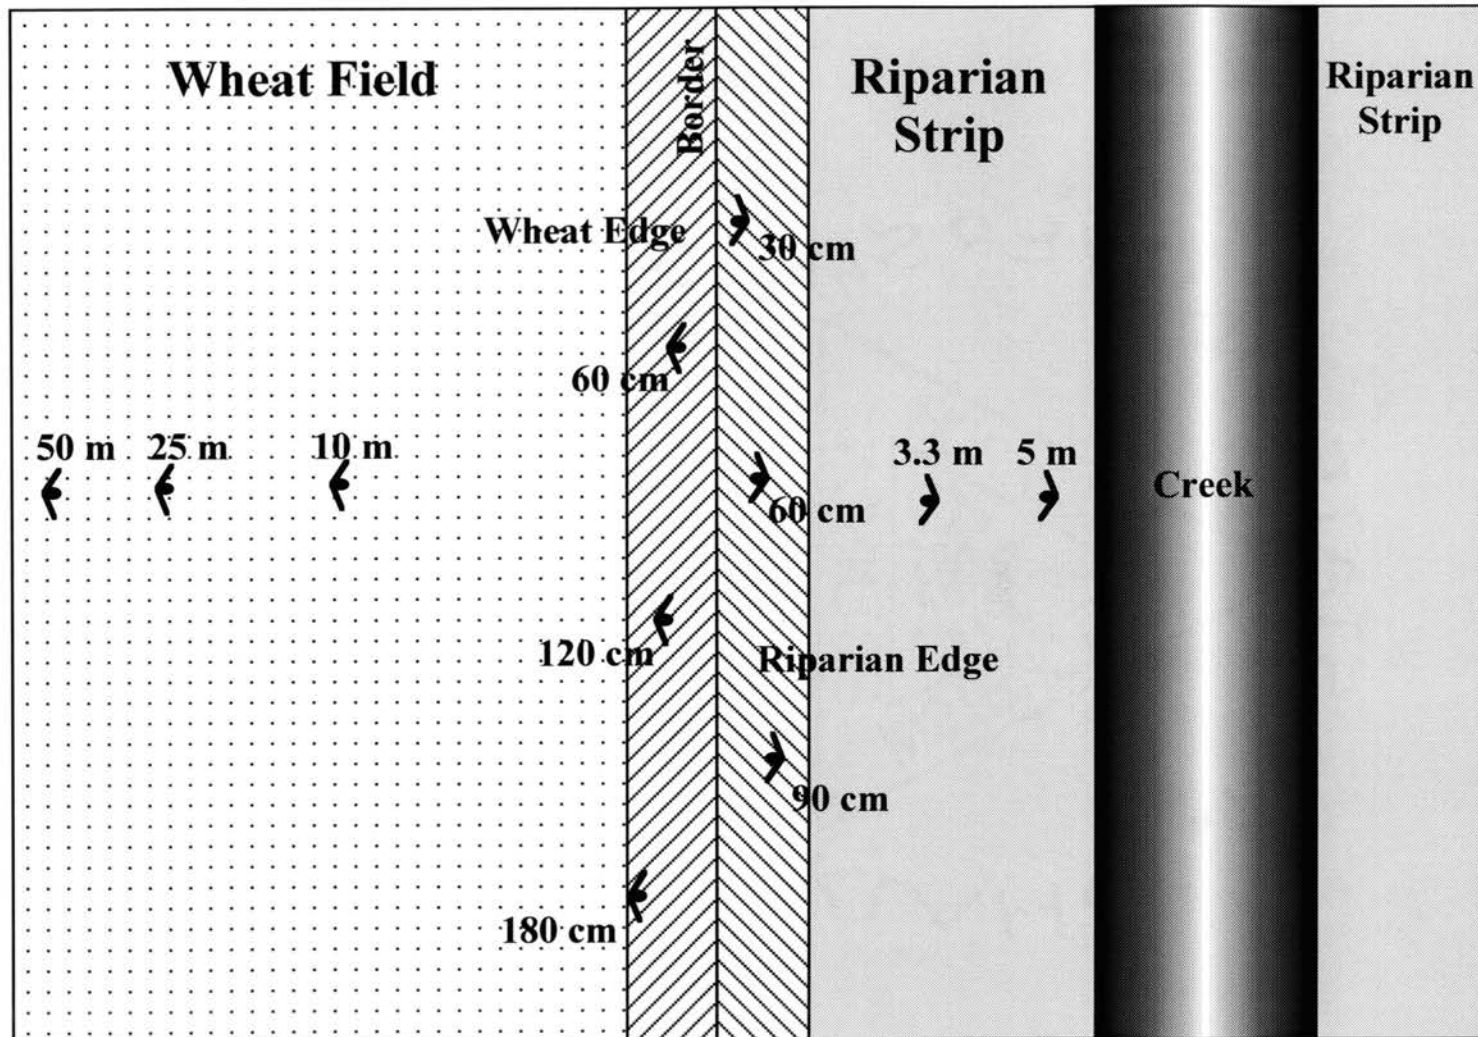 Wheat Field
Border
Riparian
Strip
Riparian
Strip
Wheat Edge
30 cm
60 cm
50 m
25 m
10 m
3.3 m
5 m
Creek
60 cm
120 cm
Riparian Edge
90 cm
180 cm